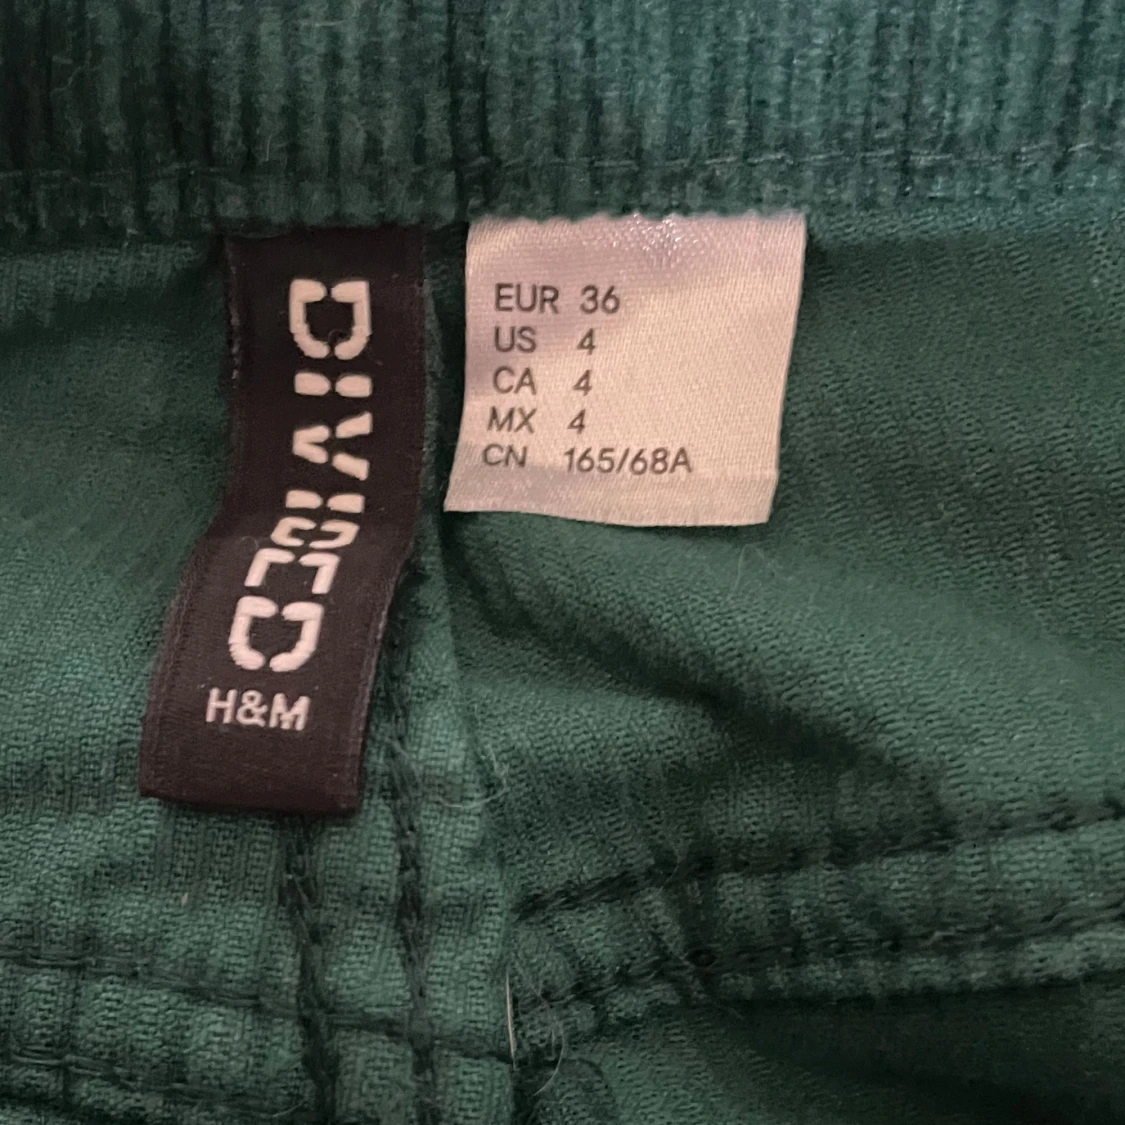 DIVIDED
H&M
EUR 36
US 4
CA 4
MX 4
CN 165/68A